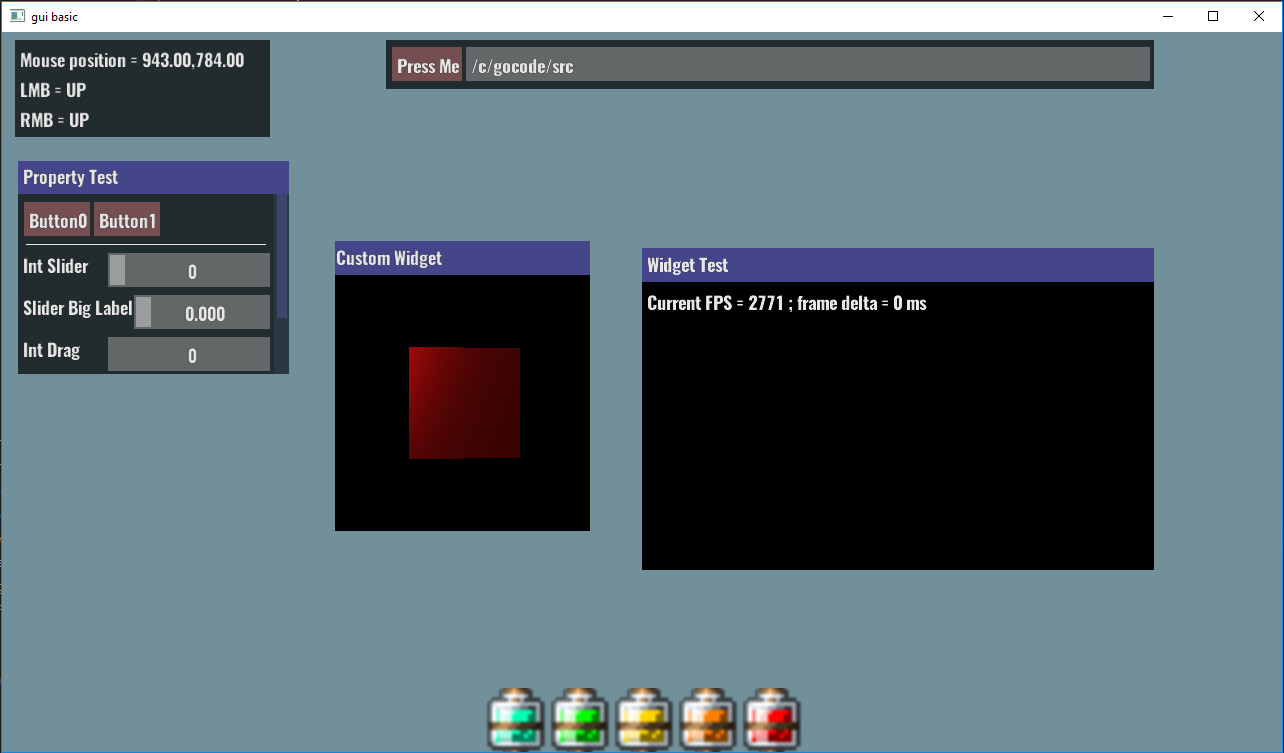 gui basic
Mouse position = 943.00,784.00
LMB = UP
RMB = UP
Press Me /c/gocode/src
Property Test
Button0 Button1
Int Slider 0
Slider Big Label 0.000
Int Drag 0
Custom Widget
Widget Test
Current FPS = 2771 ; frame delta = 0 ms